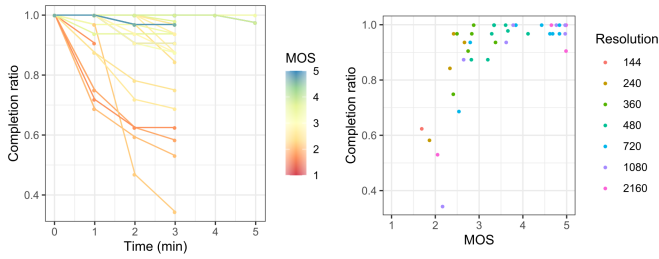 Completion ratio
1.0
0.8
0.6
0.4
0 1 2 3 4 5
Time (min)
MOS
5
4
3
2
1
Completion ratio
1.0
0.8
0.6
0.4
1 2 3 4 5
MOS
Resolution
144
240
360
480
720
1080
2160